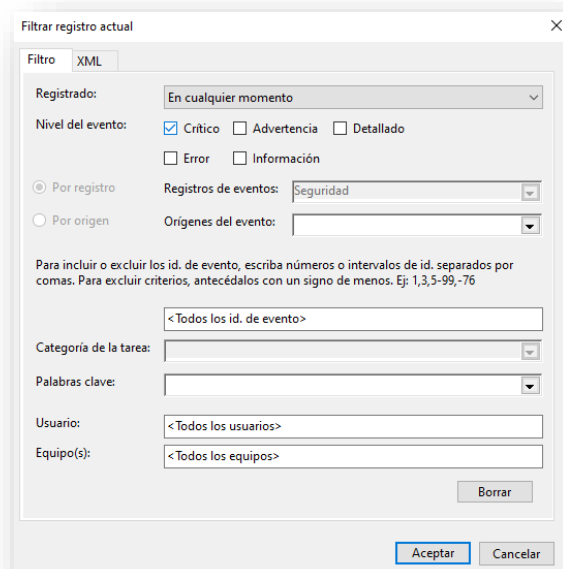 Filtrar registro actual
Filtro XML
Registrado: En cualquier momento
Nivel del evento: Crítico Advertencia Detallado
Error Información
Por registro Registros de eventos: Seguridad
Por origen Orígenes del evento:
Para incluir o excluir los id. de evento, escriba números o intervalos de id. separados por
comas. Para excluir criterios, antecédalos con un signo de menos. Ej: 1,3,5-99,-76
<Todos los id. de evento>
Categoría de la tarea:
Palabras clave:
Usuario: <Todos los usuarios>
Equipo(s): <Todos los equipos>
Borrar
Aceptar Cancelar